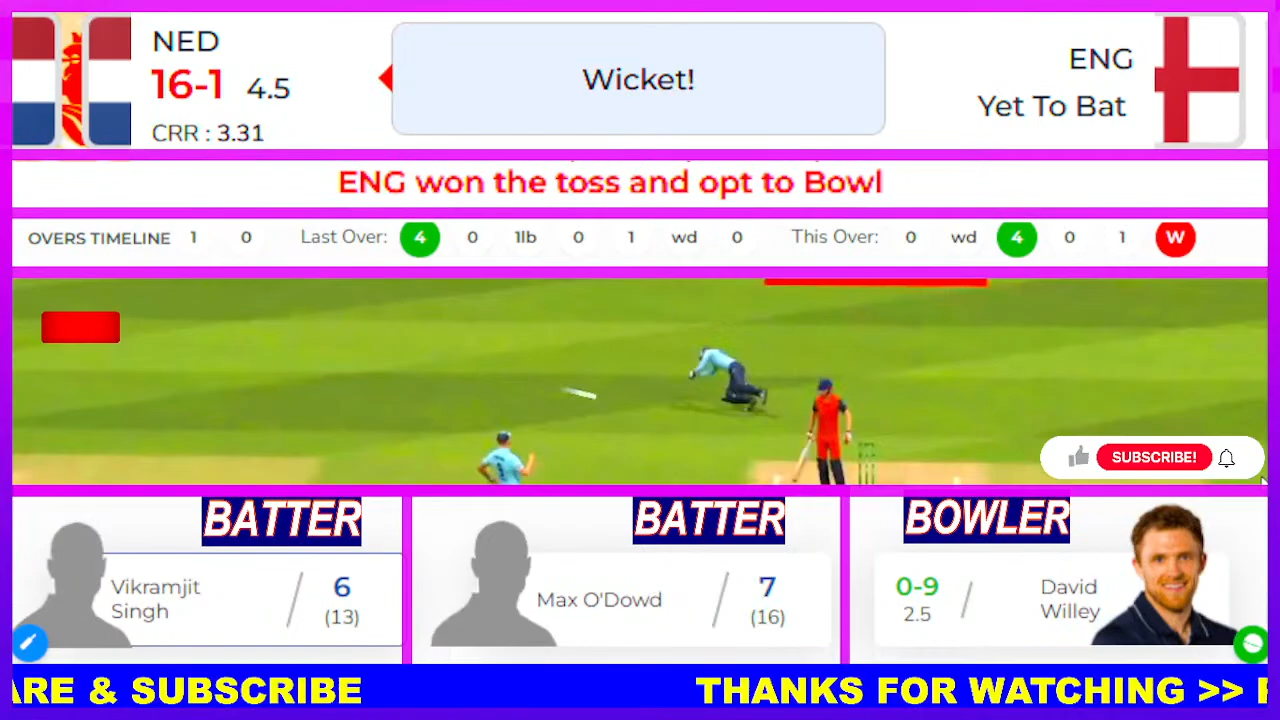 NED
16-1 4.5
CRR : 3.31
Wicket!
ENG
Yet To Bat
ENG won the toss and opt to Bowl
OVERS TIMELINE 1 0 Last Over: 4 0 1lb 0 1 wd 0 This Over: 0 wd 4 0 1 W
SUBSCRIBE!
BATTER
Vikramjit
Singh
6
(13)
BATTER
Max O'Dowd
7
(16)
BOWLER
0-9
2.5
David
Willey
ARE & SUBSCRIBE THANKS FOR WATCHING >>